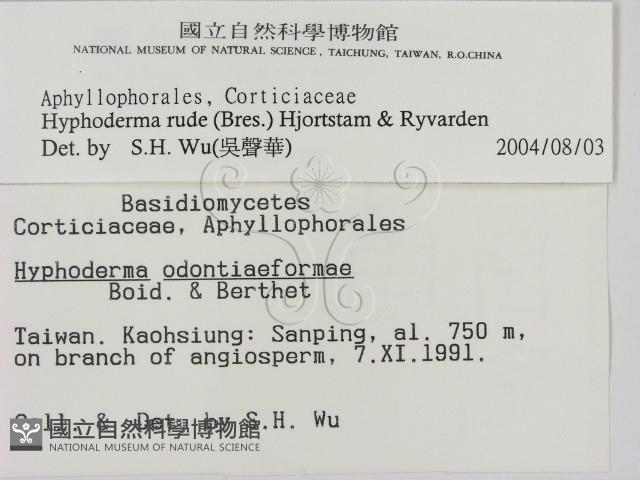 國立自然科學博物館
NATIONAL MUSEUM OF NATURAL SCIENCE, TAICHUNG, TAIWAN, R.O.CHINA
Aphyllophorales, Corticiaceae
Hyphoderma rude (Bres.) Hjortstam & Ryvarden
Det. by S.H. Wu(吳聲華) 2004/08/03
Basidiomycetes
Corticiaceae, Aphyllophorales
Hyphoderma odontiaeformae
Boid. & Berthet
Taiwan. Kaohsiung: Sanping, al. 750 m,
on branch of angiosperm, 7.XI.1991.
Coll. & Det. by S.H. Wu
國立自然科學博物館
NATIONAL MUSEUM OF NATURAL SCIENCE